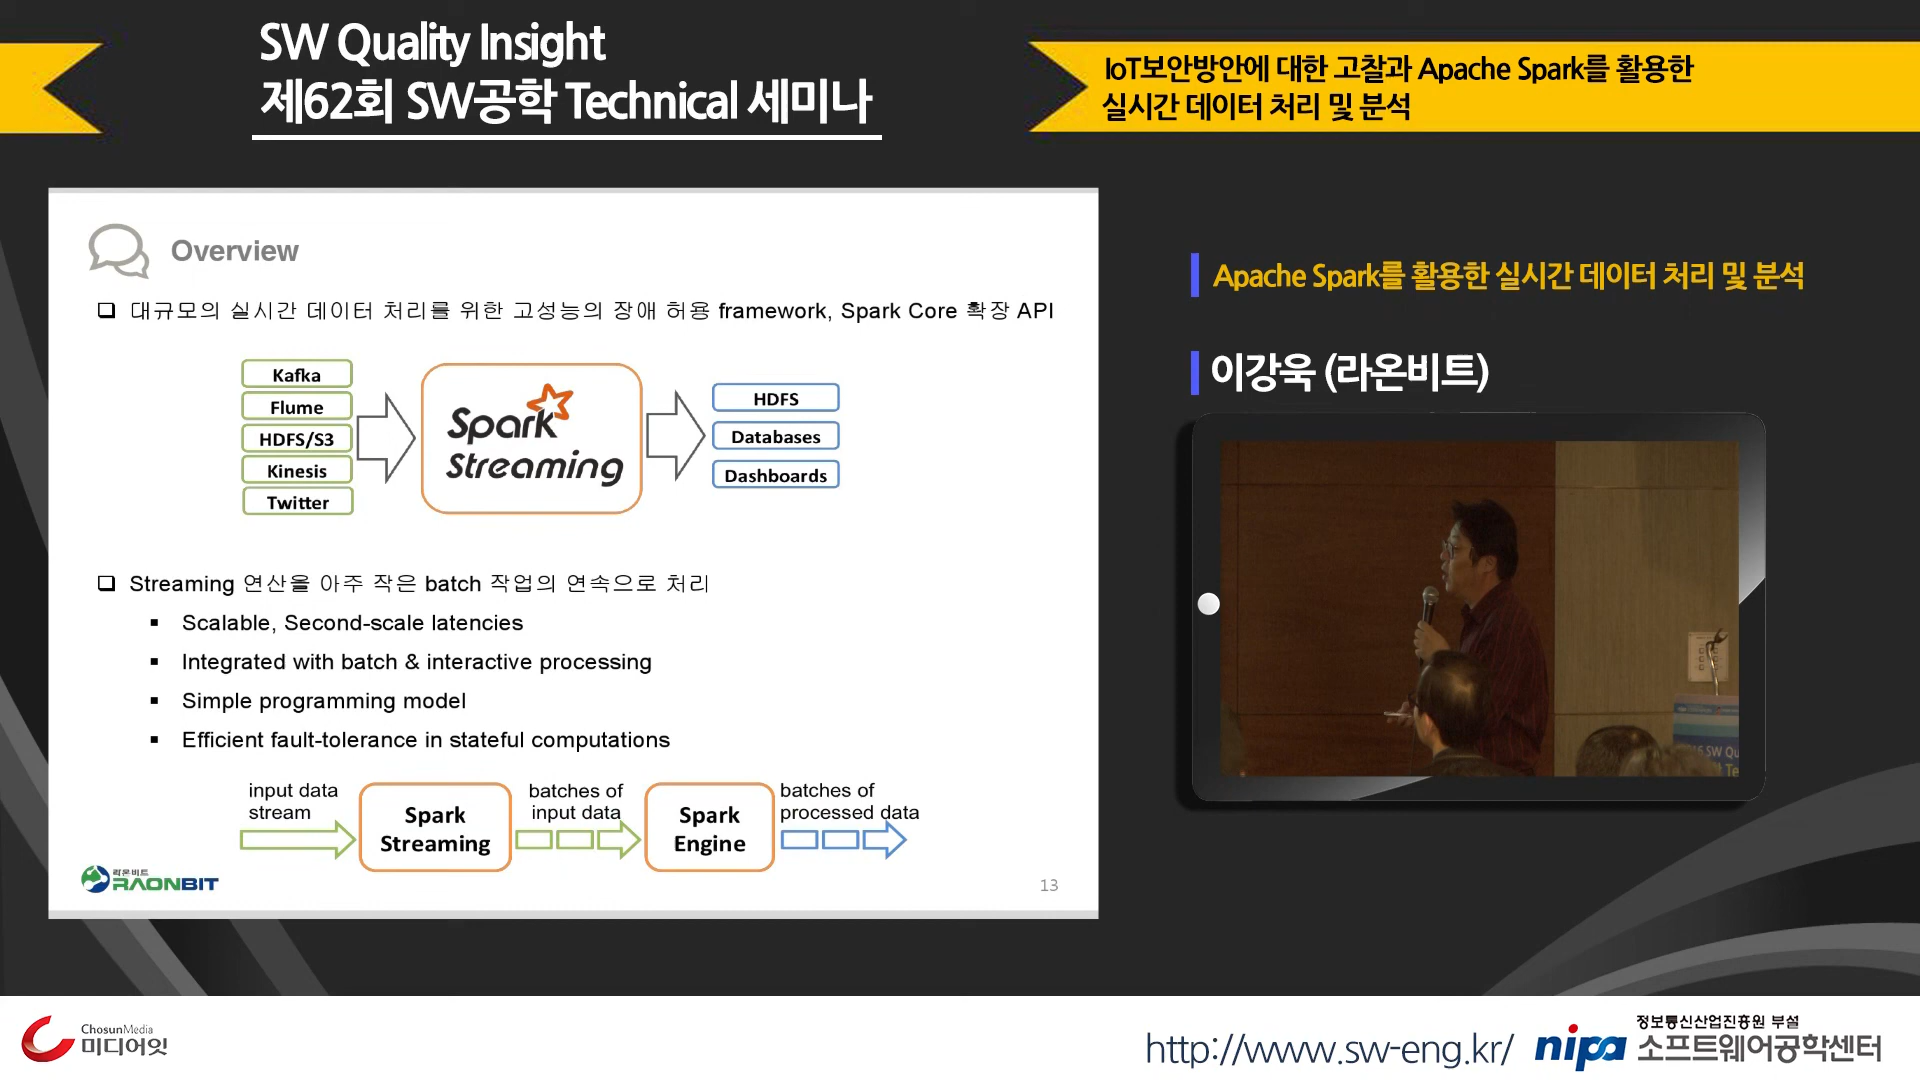 SW Quality Insight
제62회 SW공학 Technical 세미나
IoT보안방안에 대한 고찰과 Apache Spark를 활용한
실시간 데이터 처리 및 분석
Overview
대규모의 실시간 데이터 처리를 위한 고성능의 장애 허용 framework, Spark Core 확장 API
Kafka
Flume
HDFS/S3
Kinesis
Twitter
Spark
Streaming
HDFS
Databases
Dashboards
Streaming 연산을 아주 작은 batch 작업의 연속으로 처리
Scalable, Second-scale latencies
Integrated with batch & interactive processing
Simple programming model
Efficient fault-tolerance in stateful computations
input data
stream
Spark
Streaming
batches of
input data
Spark
Engine
batches of
processed data
라온비트
RAONBIT
13
Apache Spark를 활용한 실시간 데이터 처리 및 분석
이강욱 (라온비트)
ChosunMedia
미디어잇
http://www.sw-eng.kr/
nipa
정보통신산업진흥원 부설
소프트웨어공학센터